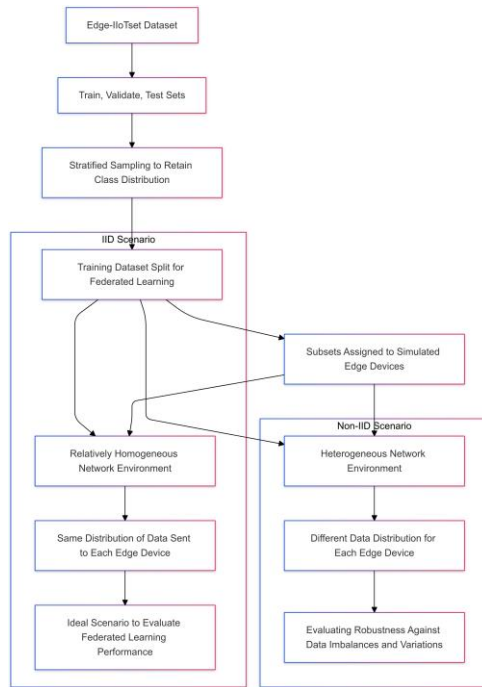 Edge-IIoTset Dataset
Train, Validate, Test Sets
Stratified Sampling to Retain
Class Distribution
IID Scenario
Training Dataset Split for
Federated Learning
Subsets Assigned to Simulated
Edge Devices
Non-IID Scenario
Relatively Homogeneous
Network Environment
Heterogeneous Network
Environment
Same Distribution of Data Sent
to Each Edge Device
Different Data Distribution for
Each Edge Device
Ideal Scenario to Evaluate
Federated Learning
Performance
Evaluating Robustness Against
Data Imbalances and Variations